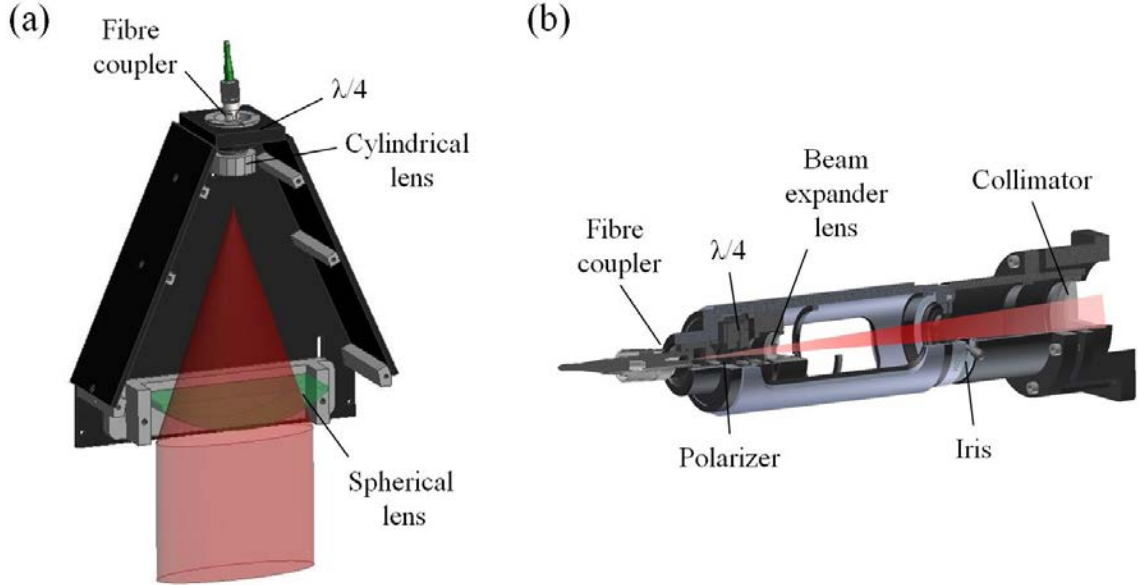 (a)
Fibre
coupler
λ/4
Cylindrical
lens
Spherical
lens
(b)
Beam
expander
lens
Collimator
Fibre
coupler
λ/4
Polarizer
Iris